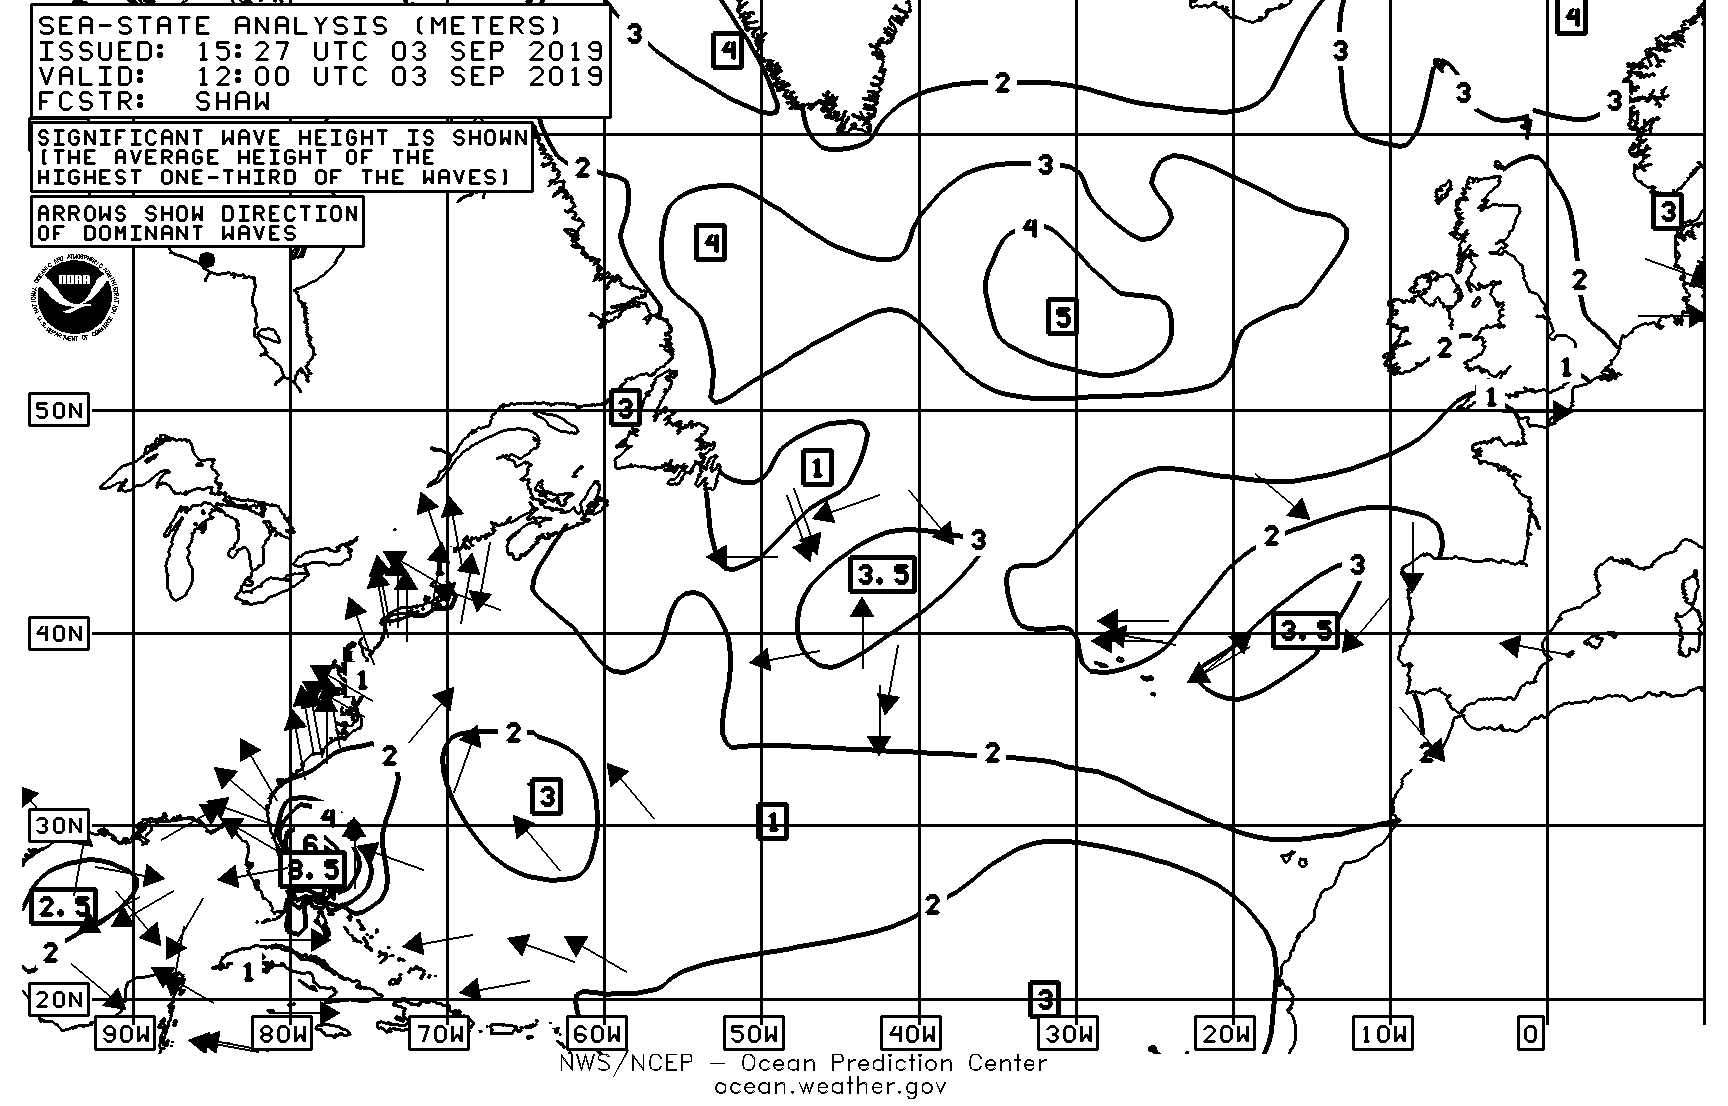 SEA-STATE ANALYSIS (METERS)
ISSUED: 15:27 UTC 03 SEP 2019
VALID: 12:00 UTC 03 SEP 2019
FCSTR: SHAW
SIGNIFICANT WAVE HEIGHT IS SHOWN
(THE AVERAGE HEIGHT OF THE
HIGHEST ONE-THIRD OF THE WAVES)
ARROWS SHOW DIRECTION
OF DOMINANT WAVES
NOAA
3
4
2
3
4
3
3
2
3
3
4
4
3
2
5
2
1
50N
3
1
1
3
2
3.5
3
40N
3.5
1
2
2
2
2
3
30N
4
1
6
8.5
2.5
2
2
1
20N
3
90W
80W
70W
60W
50W
40W
30W
20W
10W
0
NWS/NCEP – Ocean Prediction Center
ocean.weather.gov